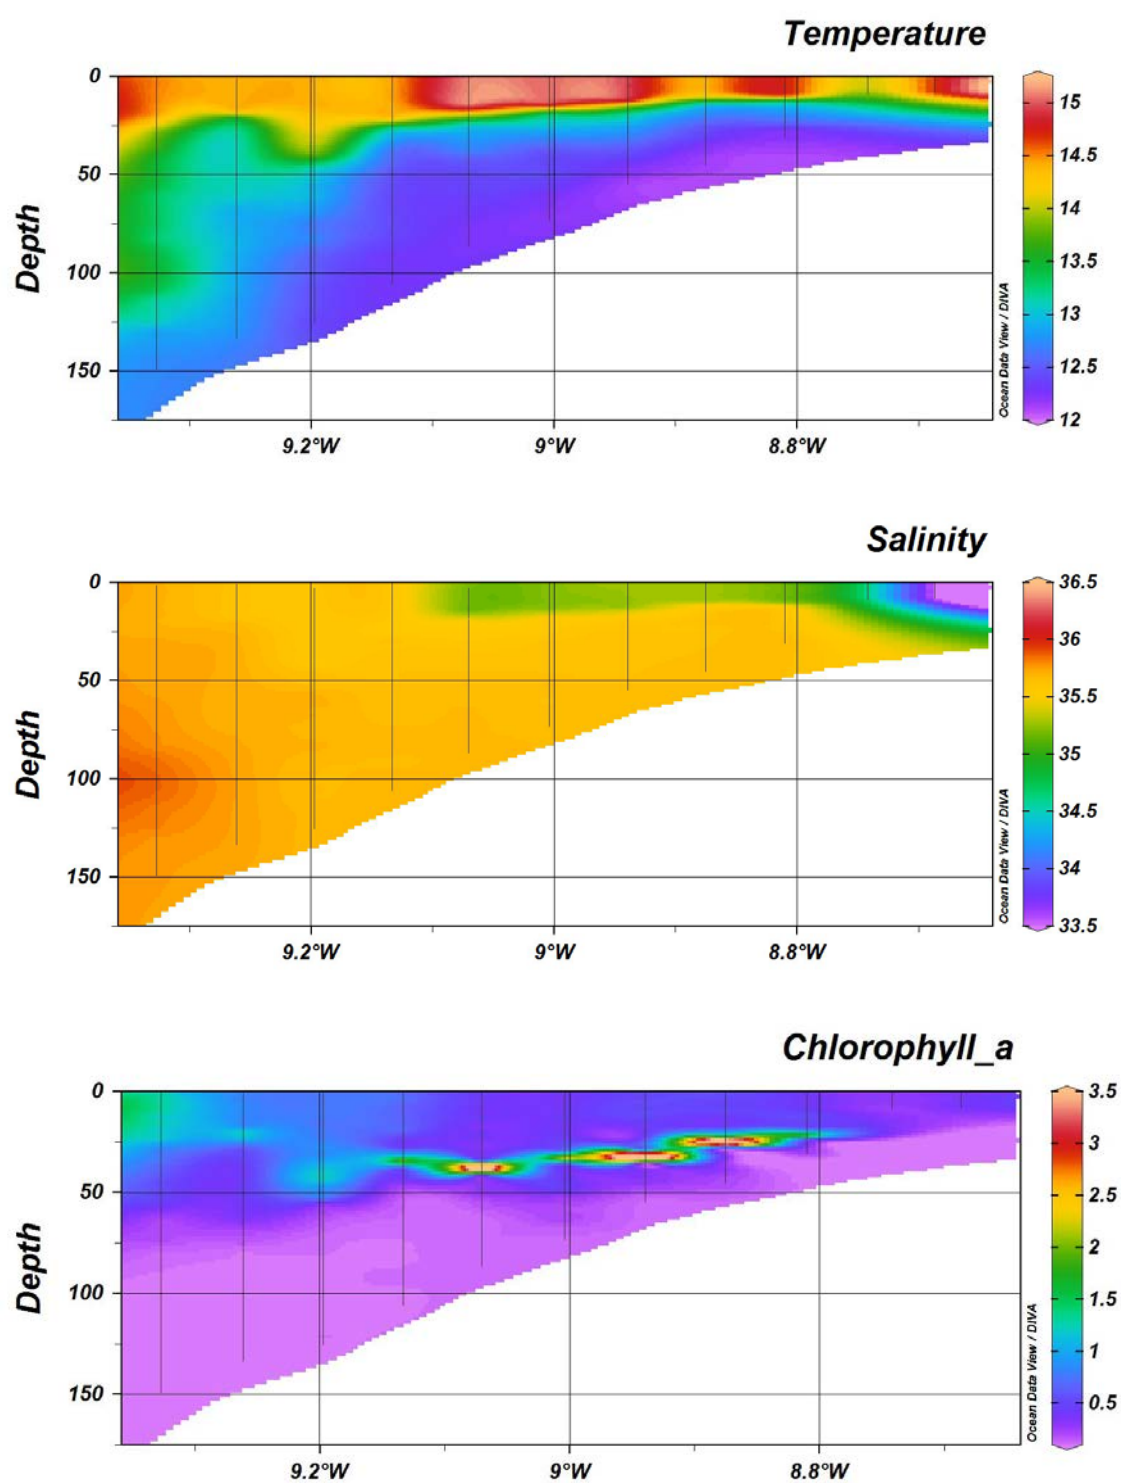 Temperature
0
50
100
150
Depth
9.2°W
9°W
8.8°W
Ocean Data View / DIVA
15
14.5
14
13.5
13
12.5
12
Salinity
0
50
100
150
Depth
9.2°W
9°W
8.8°W
Ocean Data View / DIVA
36.5
36
35.5
35
34.5
34
33.5
Chlorophyll_a
0
50
100
150
Depth
9.2°W
9°W
8.8°W
Ocean Data View / DIVA
3.5
3
2.5
2
1.5
1
0.5